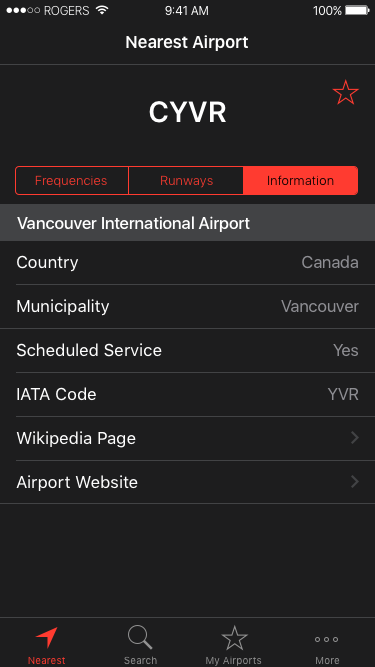 ROGERS 9:41 AM 100%
Nearest Airport
CYVR
Frequencies Runways Information
Vancouver International Airport
Country Canada
Municipality Vancouver
Scheduled Service Yes
IATA Code YVR
Wikipedia Page
Airport Website
Nearest Search My Airports More